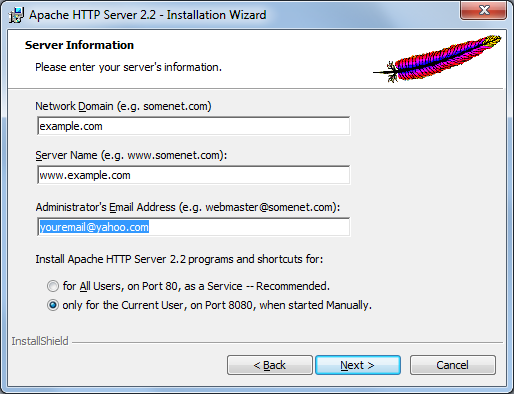 Apache HTTP Server 2.2 - Installation Wizard
Server Information
Please enter your server's information.
Network Domain (e.g. somenet.com)
example.com
Server Name (e.g. www.somenet.com):
www.example.com
Administrator's Email Address (e.g. webmaster@somenet.com):
youremail@yahoo.com
Install Apache HTTP Server 2.2 programs and shortcuts for:
for All Users, on Port 80, as a Service -- Recommended.
only for the Current User, on Port 8080, when started Manually.
InstallShield
< Back Next > Cancel